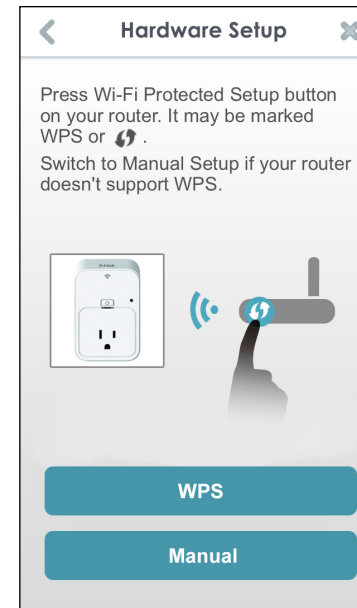 Hardware Setup
Press Wi-Fi Protected Setup button
on your router. It may be marked
WPS or .
Switch to Manual Setup if your router
doesn't support WPS.
D-Link
WPS
Manual